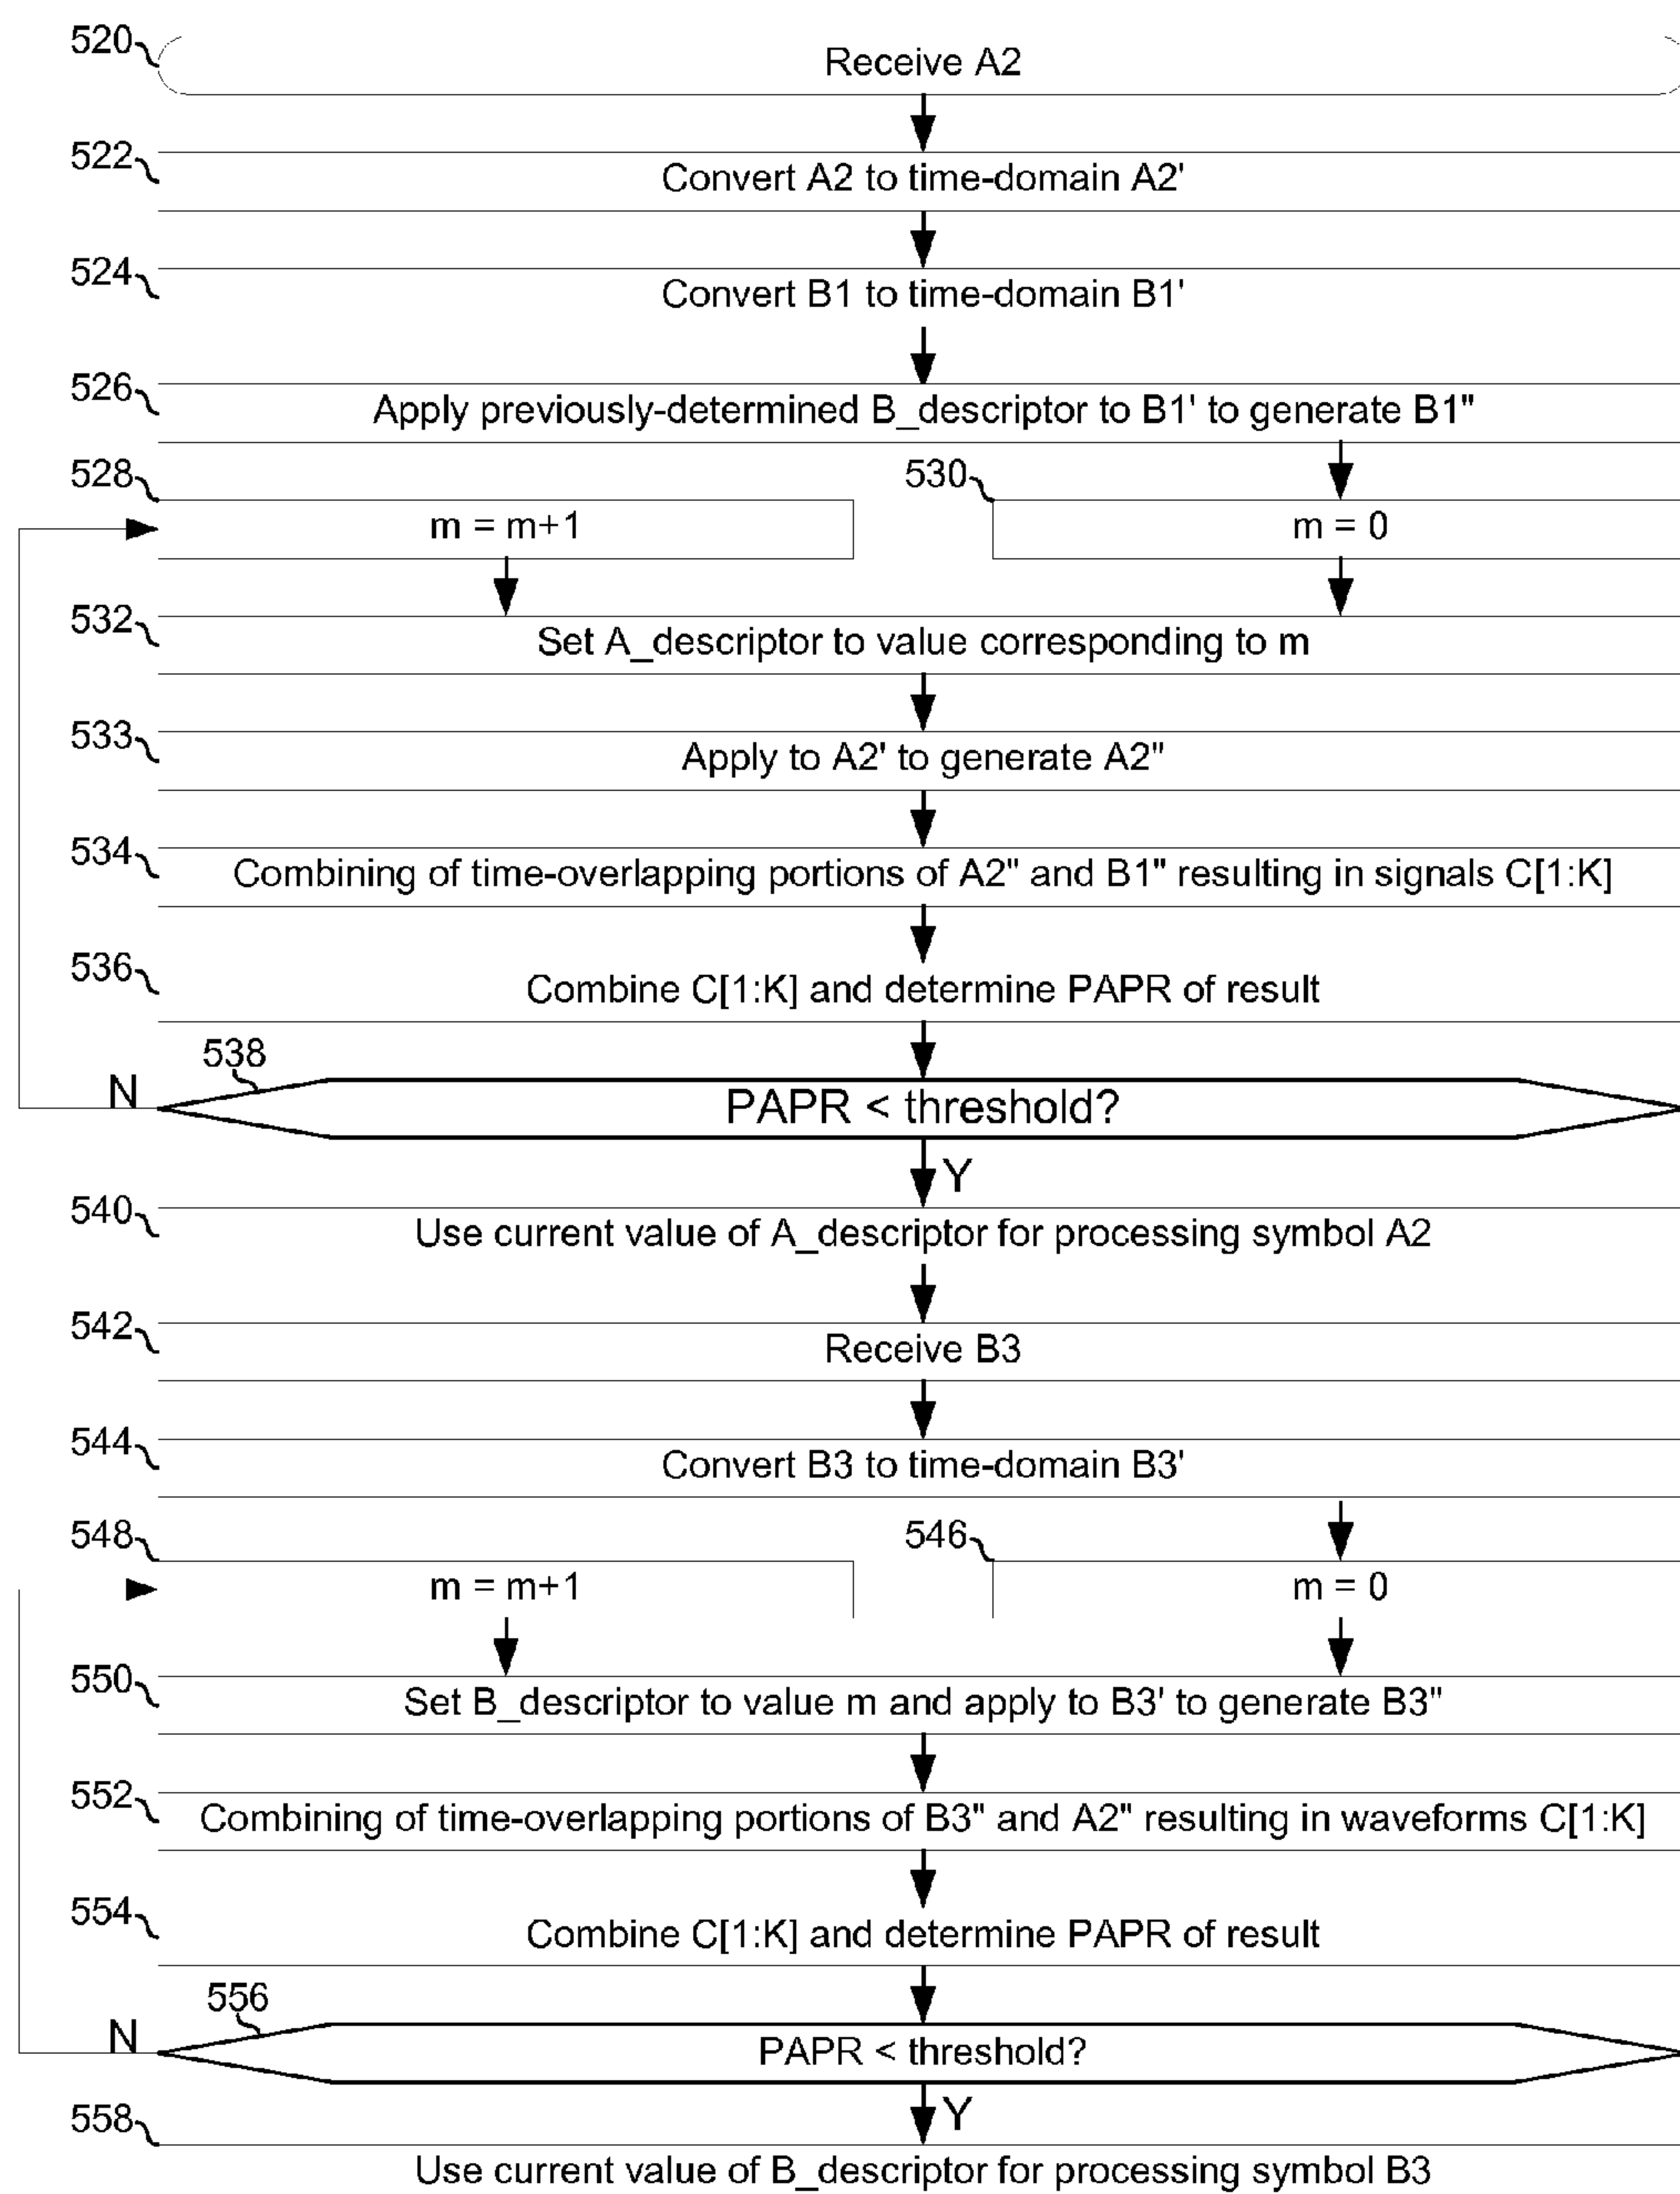 520
Receive A2
522
Convert A2 to time-domain A2'
524
Convert B1 to time-domain B1'
526
Apply previously-determined B_descriptor to B1' to generate B1"
528
530
m = m+1
m = 0
532
Set A_descriptor to value corresponding to m
533
Apply to A2' to generate A2"
534
Combining of time-overlapping portions of A2" and B1" resulting in signals C[1:K]
536
Combine C[1:K] and determine PAPR of result
538
N
PAPR < threshold?
Y
540
Use current value of A_descriptor for processing symbol A2
542
Receive B3
544
Convert B3 to time-domain B3'
548
546
m = m+1
m = 0
550
Set B_descriptor to value m and apply to B3' to generate B3"
552
Combining of time-overlapping portions of B3" and A2" resulting in waveforms C[1:K]
554
Combine C[1:K] and determine PAPR of result
556
N
PAPR < threshold?
Y
558
Use current value of B_descriptor for processing symbol B3